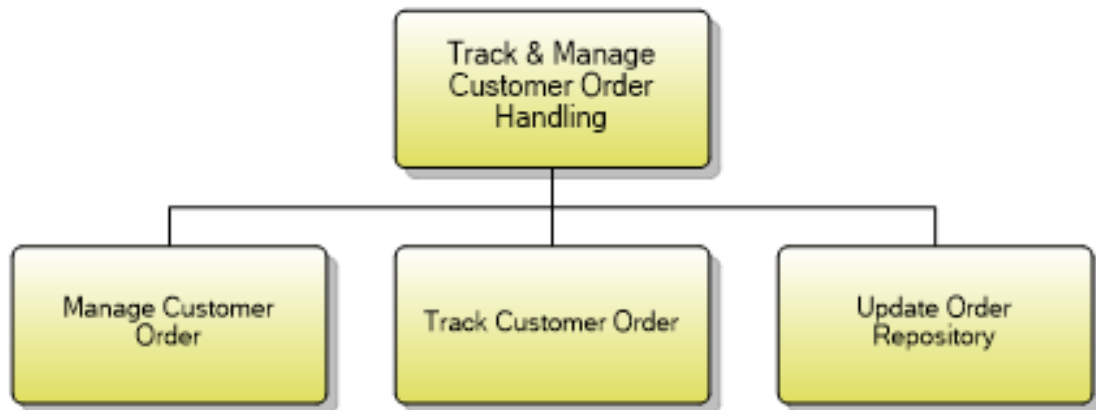 Track & Manage
Customer Order
Handling
Manage Customer
Order
Track Customer Order
Update Order
Repository